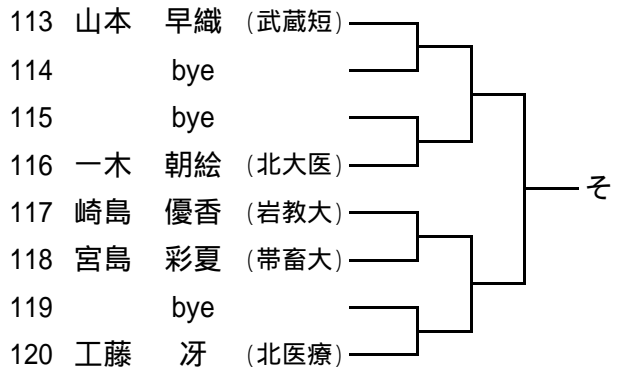 113 山本 早織 (武蔵短)
114 bye
115 bye
116 一木 朝絵 (北大医)
117 崎島 優香 (岩教大)
118 宮島 彩夏 (帯畜大)
119 bye
120 工藤 冴 (北医療)
そ